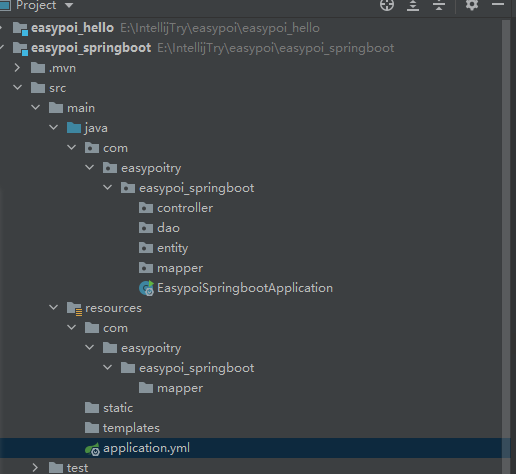 Project
easypoi_hello E:\IntellijTry\easypoi\easypoi_hello
easypoi_springboot E:\IntellijTry\easypoi\easypoi_springboot
.mvn
src
main
java
com
easypoitry
easypoi_springboot
controller
dao
entity
mapper
EasypoiSpringbootApplication
resources
com
easypoitry
easypoi_springboot
mapper
static
templates
application.yml
test